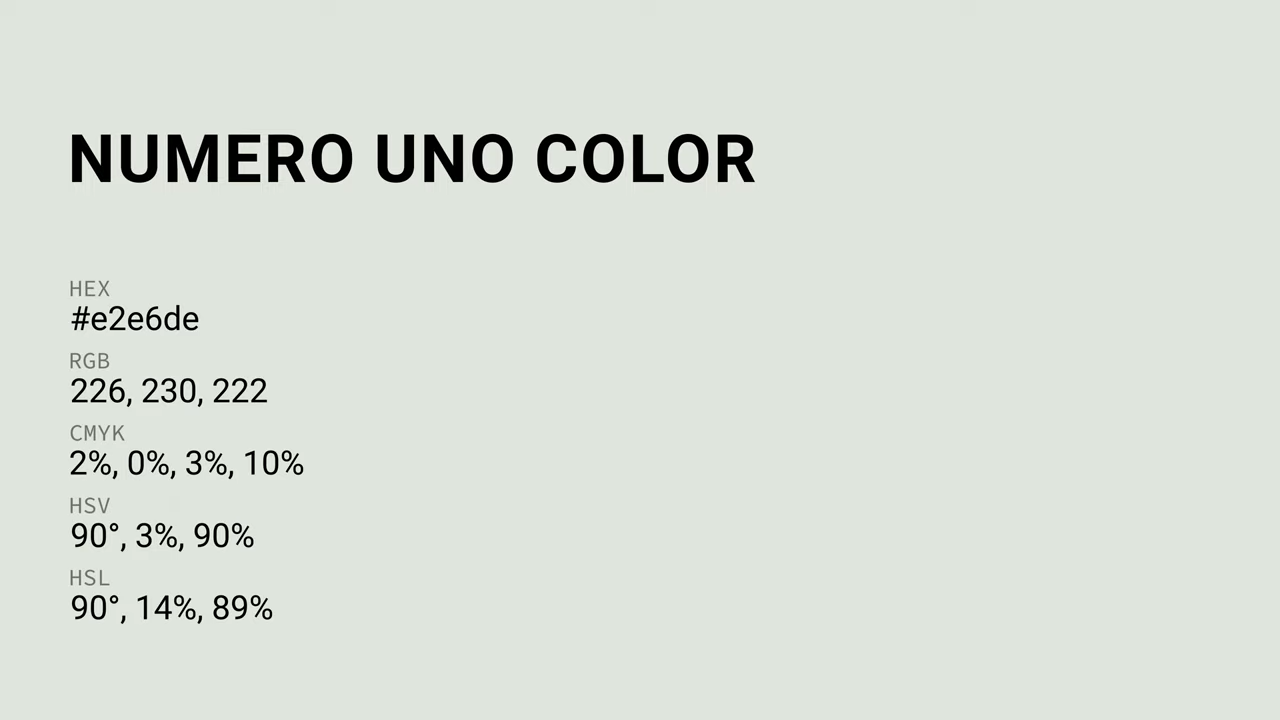 NUMERO UNO COLOR
HEX
#e2e6de
RGB
226, 230, 222
CMYK
2%, 0%, 3%, 10%
HSV
90°, 3%, 90%
HSL
90°, 14%, 89%